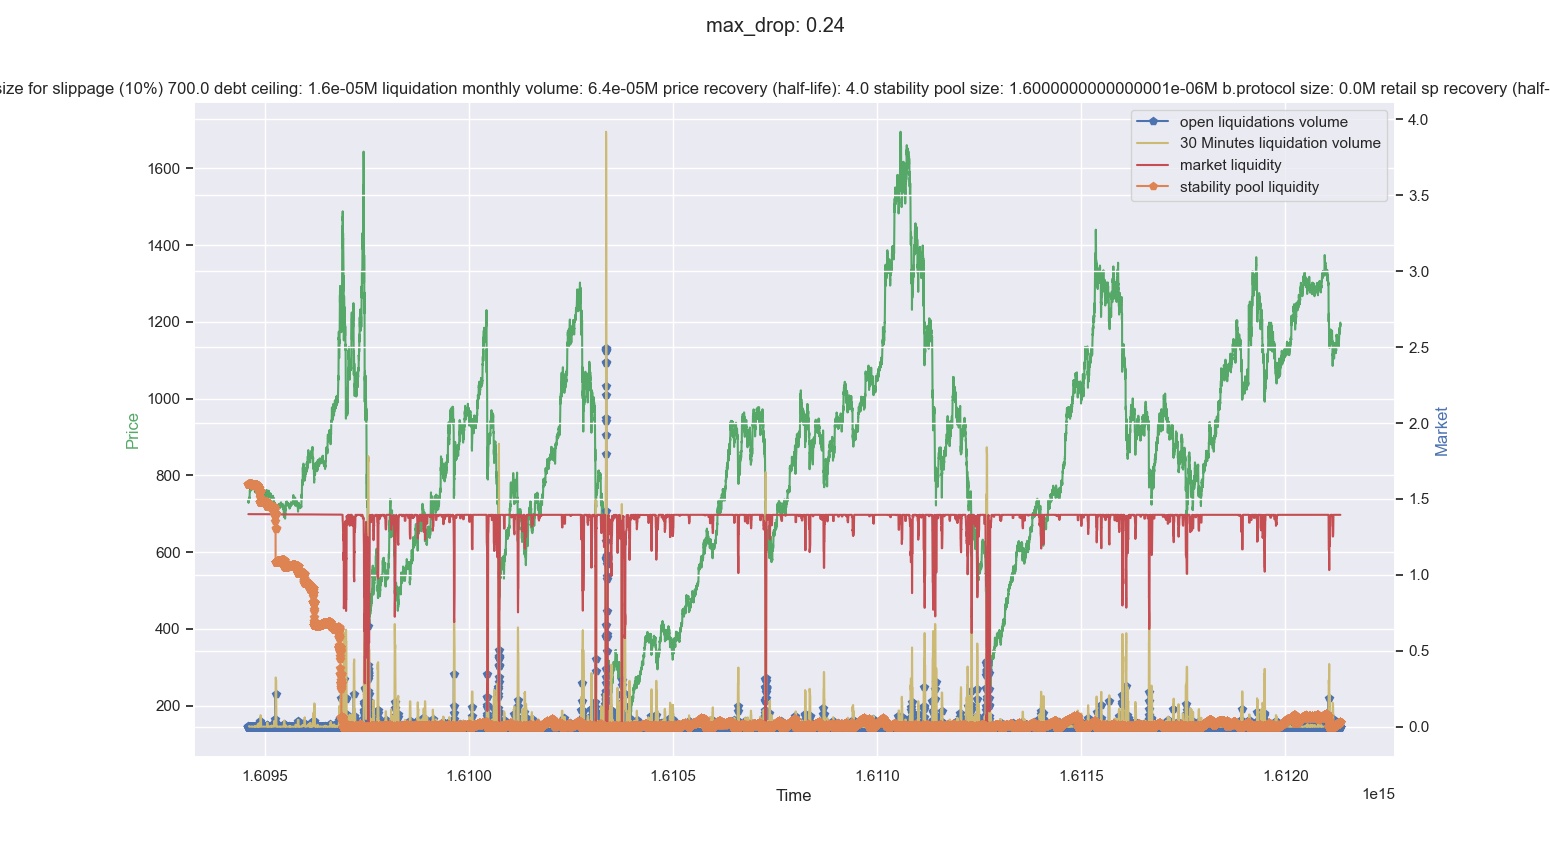 max_drop: 0.24
size for slippage (10%) 700.0 debt ceiling: 1.6e-05M liquidation monthly volume: 6.4e-05M price recovery (half-life): 4.0 stability pool size: 1.6000000000000001e-06M b.protocol size: 0.0M retail sp recovery (half-
open liquidations volume
30 Minutes liquidation volume
market liquidity
stability pool liquidity
1600
1400
1200
1000
800
600
400
200
Price
4.0
3.5
3.0
2.5
2.0
1.5
1.0
0.5
0.0
Market
1.6095
1.6100
1.6105
1.6110
1.6115
1.6120
Time
1e15